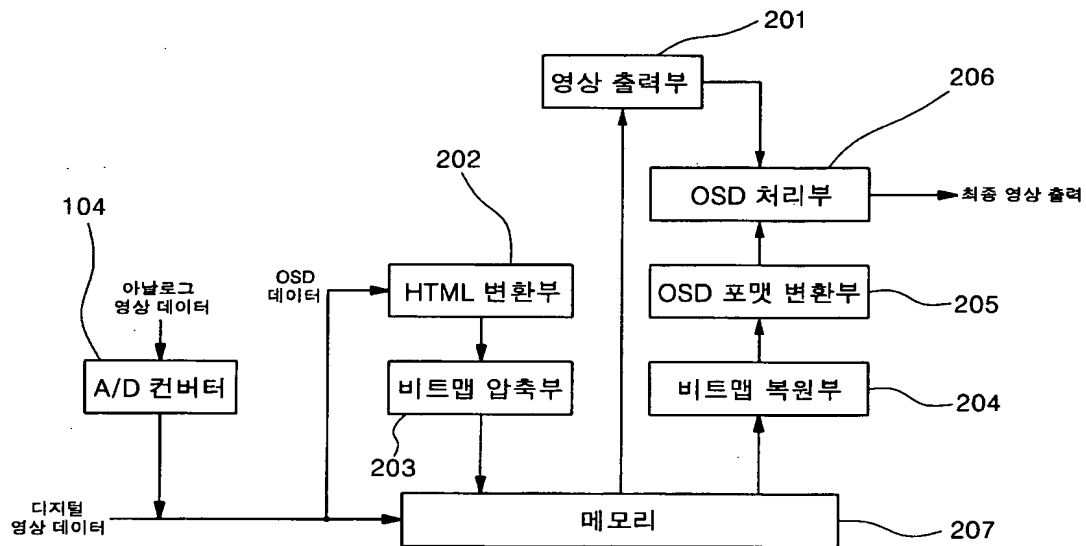 201
영상 출력부
206
202
OSD 처리부
최종 영상 출력
104
아날로그
영상 데이터
OSD
데이터
HTML 변환부
OSD 포맷 변환부
205
A/D 컨버터
비트맵 압축부
비트맵 복원부
204
203
디지털
영상 데이터
메모리
207